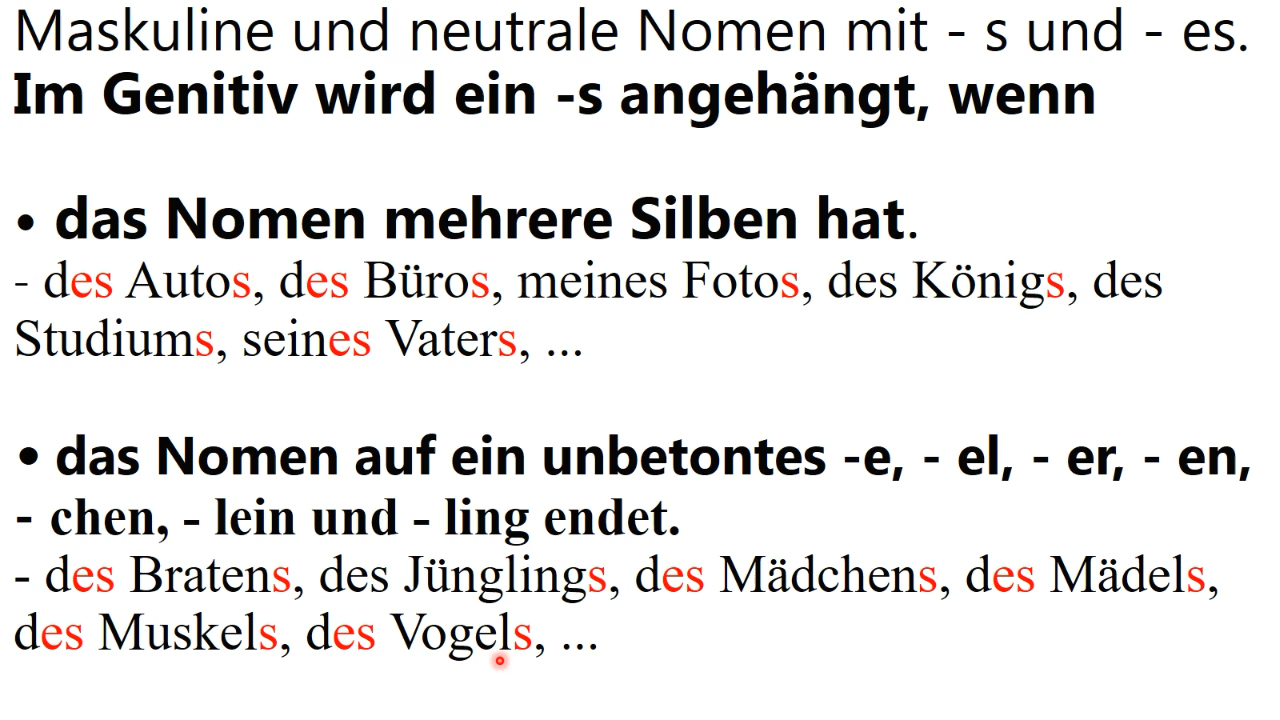 Maskuline und neutrale Nomen mit - s und - es.
Im Genitiv wird ein -s angehängt, wenn
• das Nomen mehrere Silben hat.
- des Autos, des Büros, meines Fotos, des Königs, des
Studiums, seines Vaters, ...
• das Nomen auf ein unbetontes -e, - el, - er, - en,
- chen, - lein und - ling endet.
- des Bratens, des Jünglings, des Mädchens, des Mädels,
des Muskels, des Vogels, ...